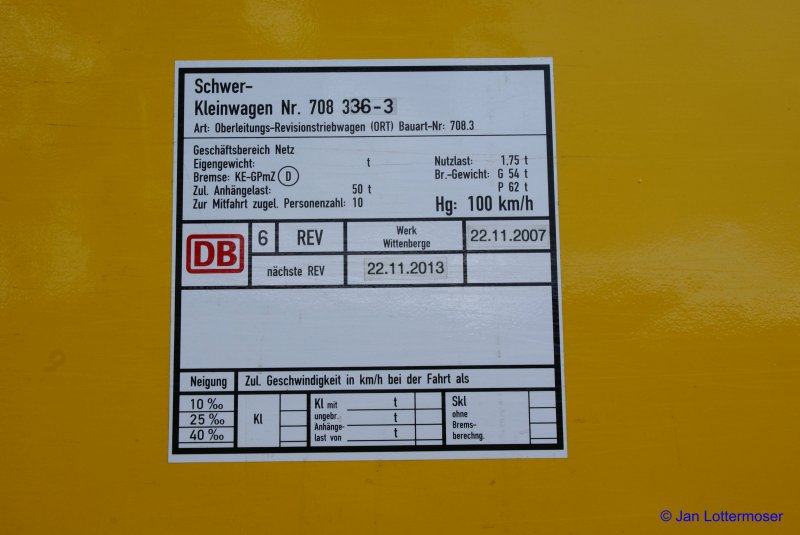 Schwer-
Kleinwagen Nr. 708 336-3
Art: Oberleitungs-Revisionstriebwagen (ORT) Bauart-Nr: 708.3
Geschäftsbereich Netz
Eigengewicht: t Nutzlast: 1,75 t
Bremse: KE-GPmZ D Br.-Gewicht: G 54 t
P 62 t
Zul. Anhängelast: 50 t
Zur Mitfahrt zugel. Personenzahl: 10 Hg: 100 km/h
DB 6 REV Werk Wittenberge 22.11.2007
nächste REV 22.11.2013
Neigung Zul. Geschwindigkeit in km/h bei der Fahrt als
10 ‰
25 ‰
40 ‰
Kl
Kl mit t
ungebr. t
Anhänge-
last von t
Skl
ohne
Brems-
berechng.
© Jan Lottermoser